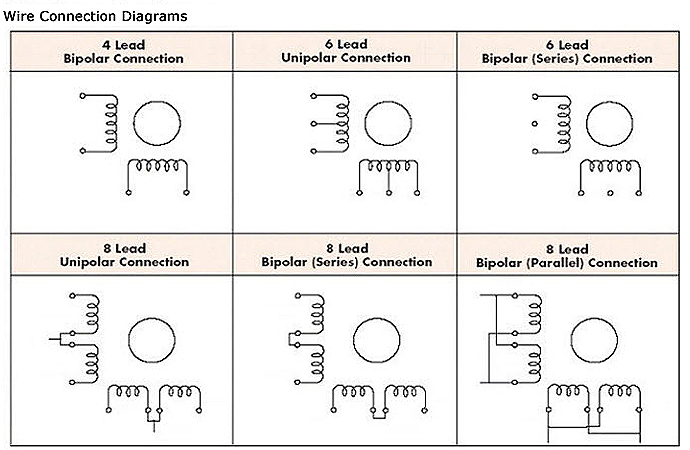 Wire Connection Diagrams
4 Lead
Bipolar Connection
6 Lead
Unipolar Connection
6 Lead
Bipolar (Series) Connection
8 Lead
Unipolar Connection
8 Lead
Bipolar (Series) Connection
8 Lead
Bipolar (Parallel) Connection